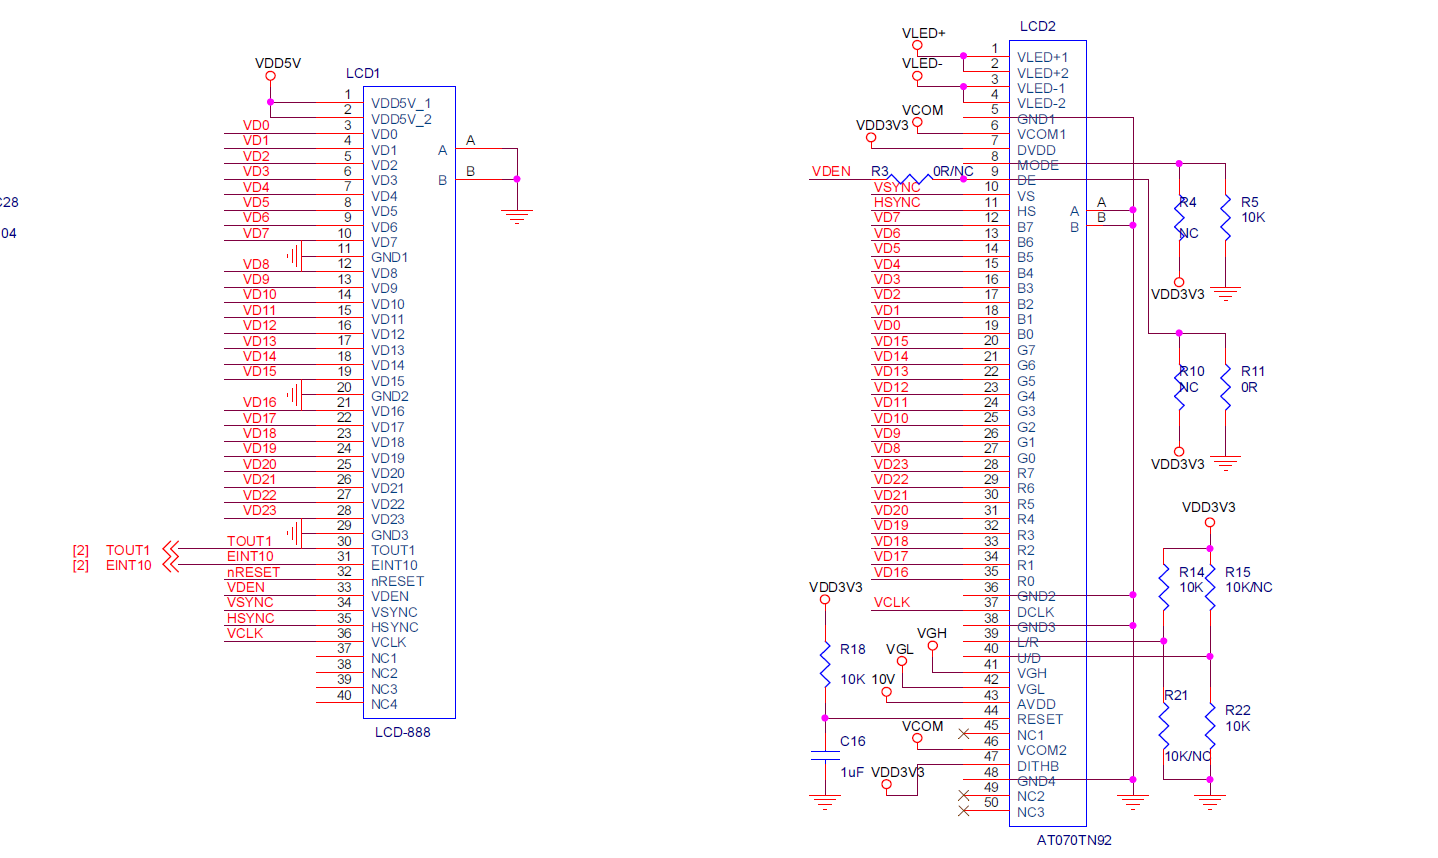 C28
04
VDD5V
LCD1
1 VDD5V_1
2 VDD5V_2
VD0 3 VD0
VD1 4 VD1
VD2 5 VD2
VD3 6 VD3
VD4 7 VD4
VD5 8 VD5
VD6 9 VD6
VD7 10 VD7
11 GND1
VD8 12 VD8
VD9 13 VD9
VD10 14 VD10
VD11 15 VD11
VD12 16 VD12
VD13 17 VD13
VD14 18 VD14
VD15 19 VD15
20 GND2
VD16 21 VD16
VD17 22 VD17
VD18 23 VD18
VD19 24 VD19
VD20 25 VD20
VD21 26 VD21
VD22 27 VD22
VD23 28 VD23
29 GND3
[2] TOUT1 TOUT1 30 TOUT1
[2] EINT10 EINT10 31 EINT10
nRESET 32 nRESET
VDEN 33 VDEN
VSYNC 34 VSYNC
HSYNC 35 HSYNC
VCLK 36 VCLK
37 NC1
38 NC2
39 NC3
40 NC4
A A
B B
LCD-888
LCD2
VLED+
1 VLED+1
2 VLED+2
VLED-
3 VLED-1
4 VLED-2
5 GND1
VCOM
6 VCOM1
VDD3V3
7 DVDD
8 MODE
VDEN R3 0R/NC 9 DE
VSYNC 10 VS
HSYNC 11 HS
VD7 12 B7
VD6 13 B6
VD5 14 B5
VD4 15 B4
VD3 16 B3
VD2 17 B2
VD1 18 B1
VD0 19 B0
VD15 20 G7
VD14 21 G6
VD13 22 G5
VD12 23 G4
VD11 24 G3
VD10 25 G2
VD9 26 G1
VD8 27 G0
VD23 28 R7
VD22 29 R6
VD21 30 R5
VD20 31 R4
VD19 32 R3
VD18 33 R2
VD17 34 R1
VD16 35 R0
36 GND2
VCLK 37 DCLK
38 GND3
39 L/R
40 U/D
VGH 41 VGH
VGL 42 VGL
10V 43 AVDD
44 RESET
45 NC1
VCOM 46 VCOM2
VDD3V3 47 DITHB
48 GND4
49 NC2
50 NC3
A A
B B
AT070TN92
VDD3V3
R18
10K
C16
1uF
R4
NC
R5
10K
VDD3V3
R10
NC
R11
0R
VDD3V3
VDD3V3
R14
10K
R15
10K/NC
R21
10K/NC
R22
10K